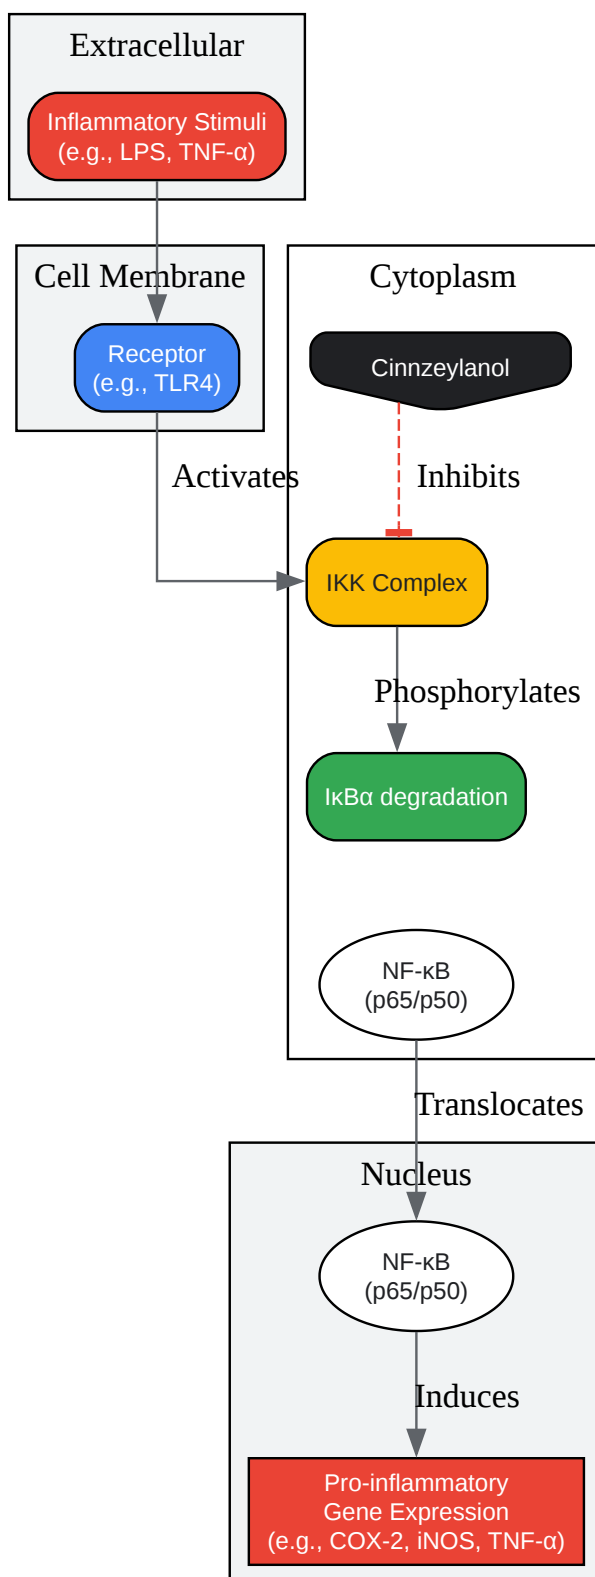 Extracellular
Inflammatory Stimuli
(e.g., LPS, TNF-α)
Cell Membrane
Receptor
(e.g., TLR4)
Activates
Cytoplasm
Cinnzeylanol
Inhibits
IKK Complex
Phosphorylates
IκBα degradation
NF-κB
(p65/p50)
Translocates
Nucleus
NF-κB
(p65/p50)
Induces
Pro-inflammatory
Gene Expression
(e.g., COX-2, iNOS, TNF-α)